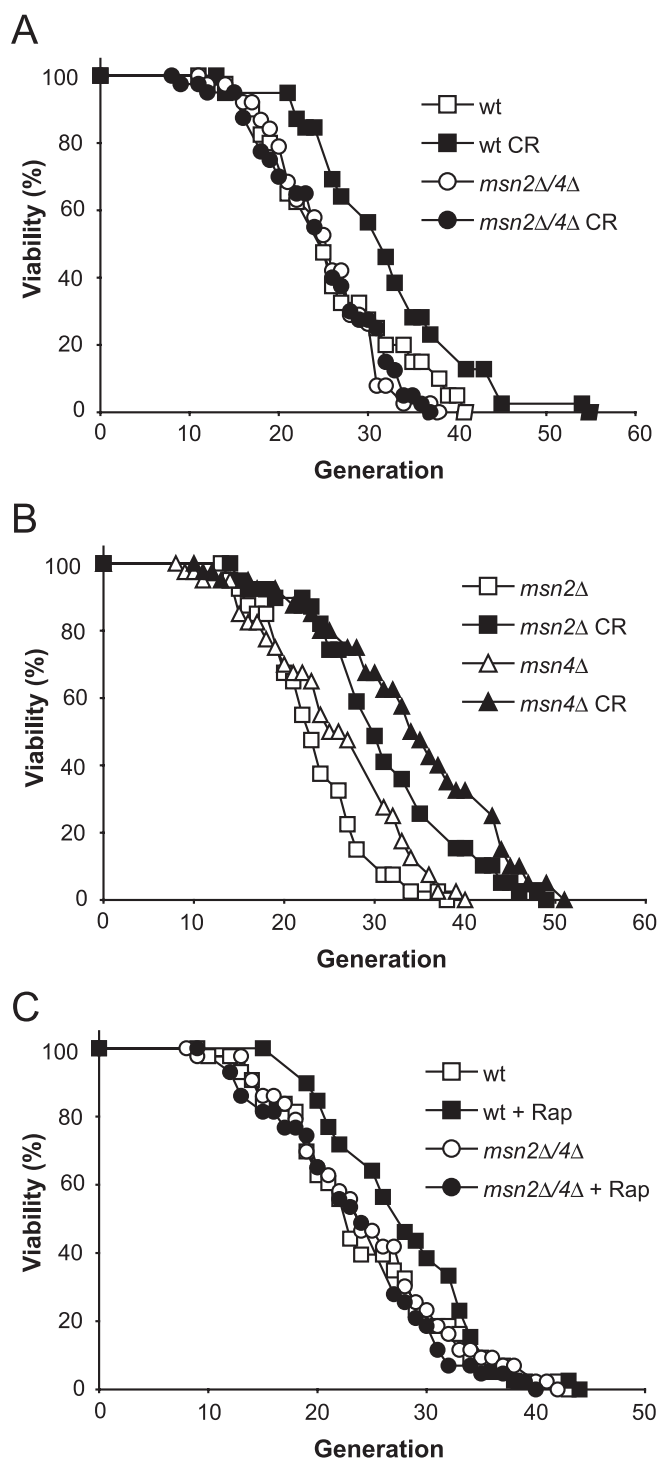 A
100
80
60
40
20
0
Viability (%)
wt
wt CR
msn2Δ/4Δ
msn2Δ/4Δ CR
0 10 20 30 40 50 60
Generation
B
100
80
60
40
20
0
Viability (%)
msn2Δ
msn2Δ CR
msn4Δ
msn4Δ CR
0 10 20 30 40 50 60
Generation
C
100
80
60
40
20
0
Viability (%)
wt
wt + Rap
msn2Δ/4Δ
msn2Δ/4Δ + Rap
0 10 20 30 40 50
Generation